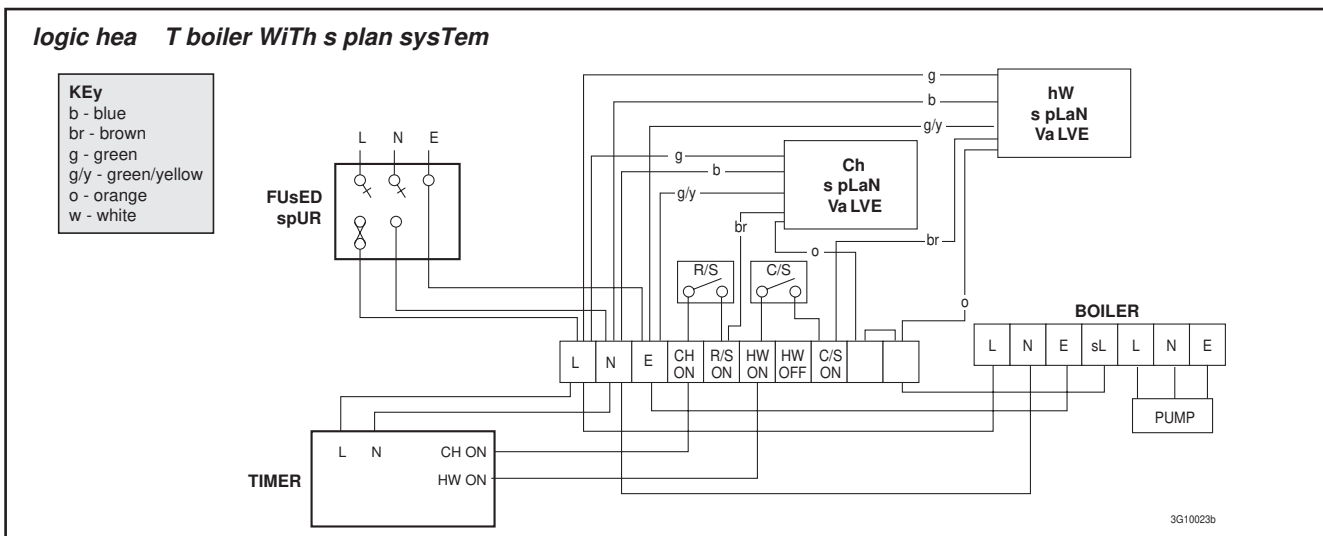 logic hea T boiler WiTh s plan sysTem
KEy
b - blue
br - brown
g - green
g/y - green/yellow
o - orange
w - white
L N E
FUsED
spUR
g
b
g/y
hW
s pLaN
Va LVE
g
b
g/y
Ch
s pLaN
Va LVE
br
o
br
o
R/S
C/S
L
N
E
CH
ON
R/S
ON
HW
ON
HW
OFF
C/S
ON
BOILER
L N E sL L N E
PUMP
TIMER
L N CH ON
HW ON
3G10023b